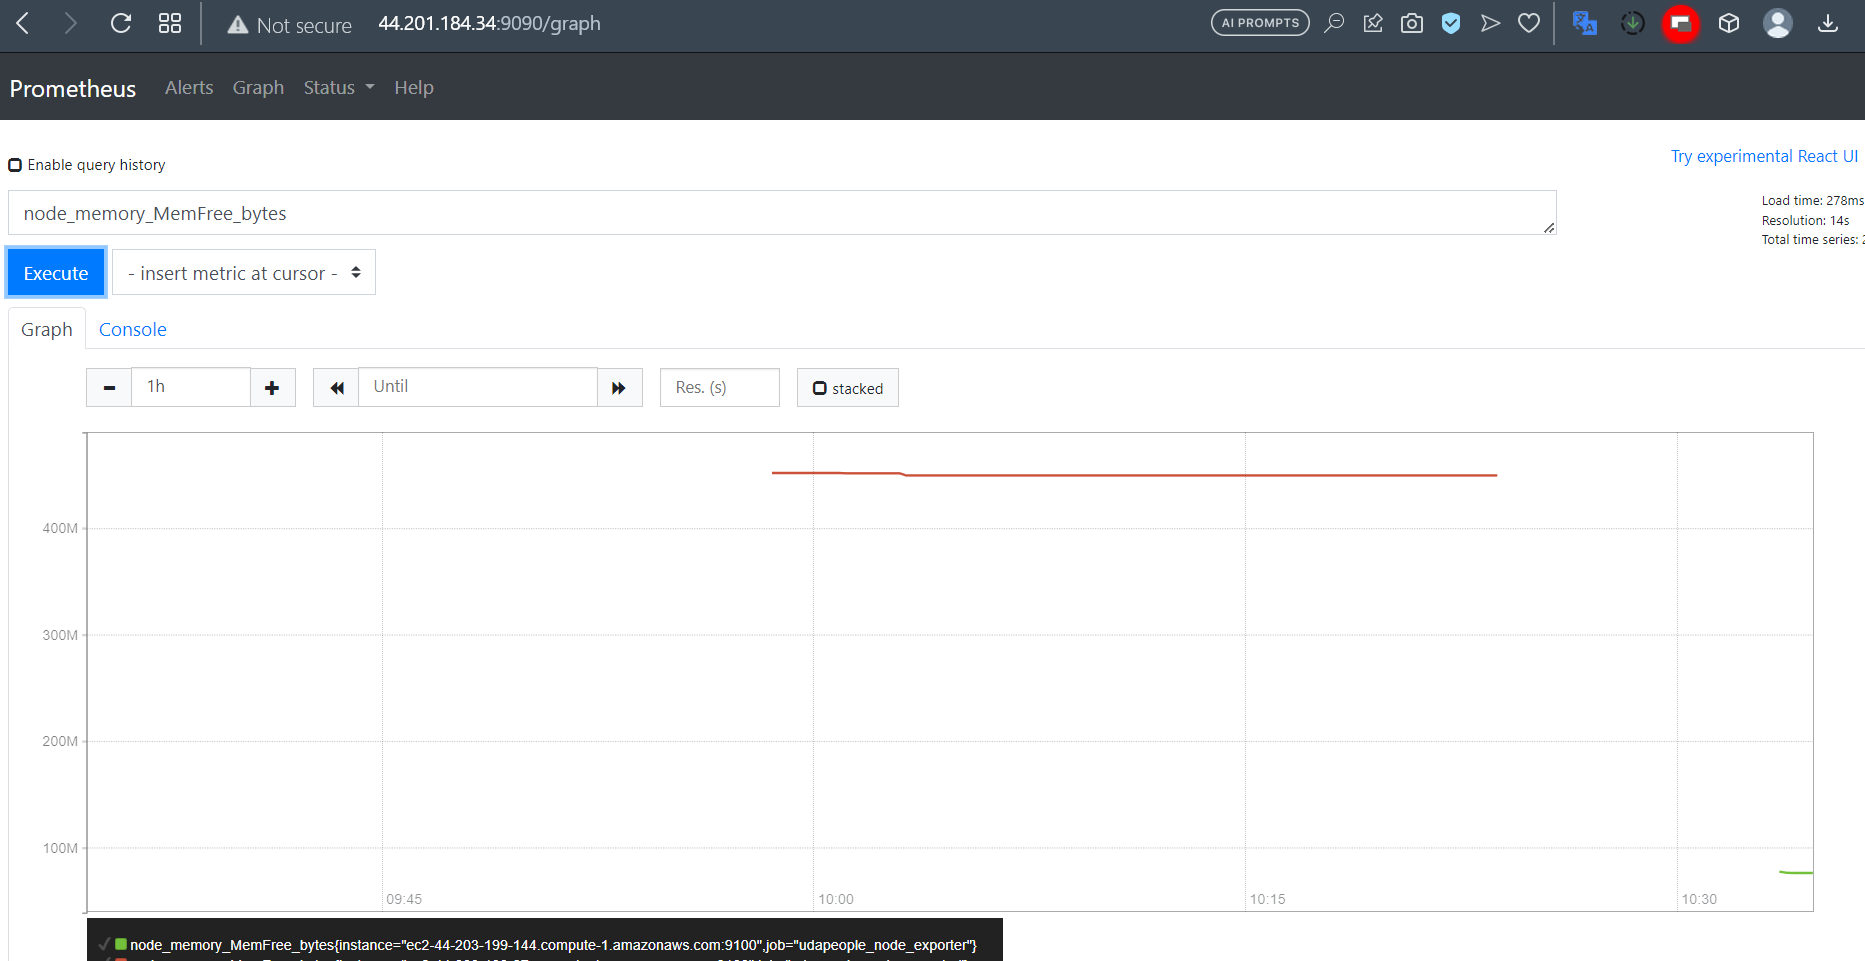 Not secure 44.201.184.34:9090/graph
AI PROMPTS
Prometheus Alerts Graph Status Help
Enable query history
Try experimental React UI
node_memory_MemFree_bytes
Load time: 278ms
Resolution: 14s
Total time series: 2
Execute
- insert metric at cursor -
Graph Console
1h
Until
Res. (s)
stacked
400M
300M
200M
100M
09:45
10:00
10:15
10:30
node_memory_MemFree_bytes{instance="ec2-44-203-199-144.compute-1.amazonaws.com:9100",job="udapeople_node_exporter"}